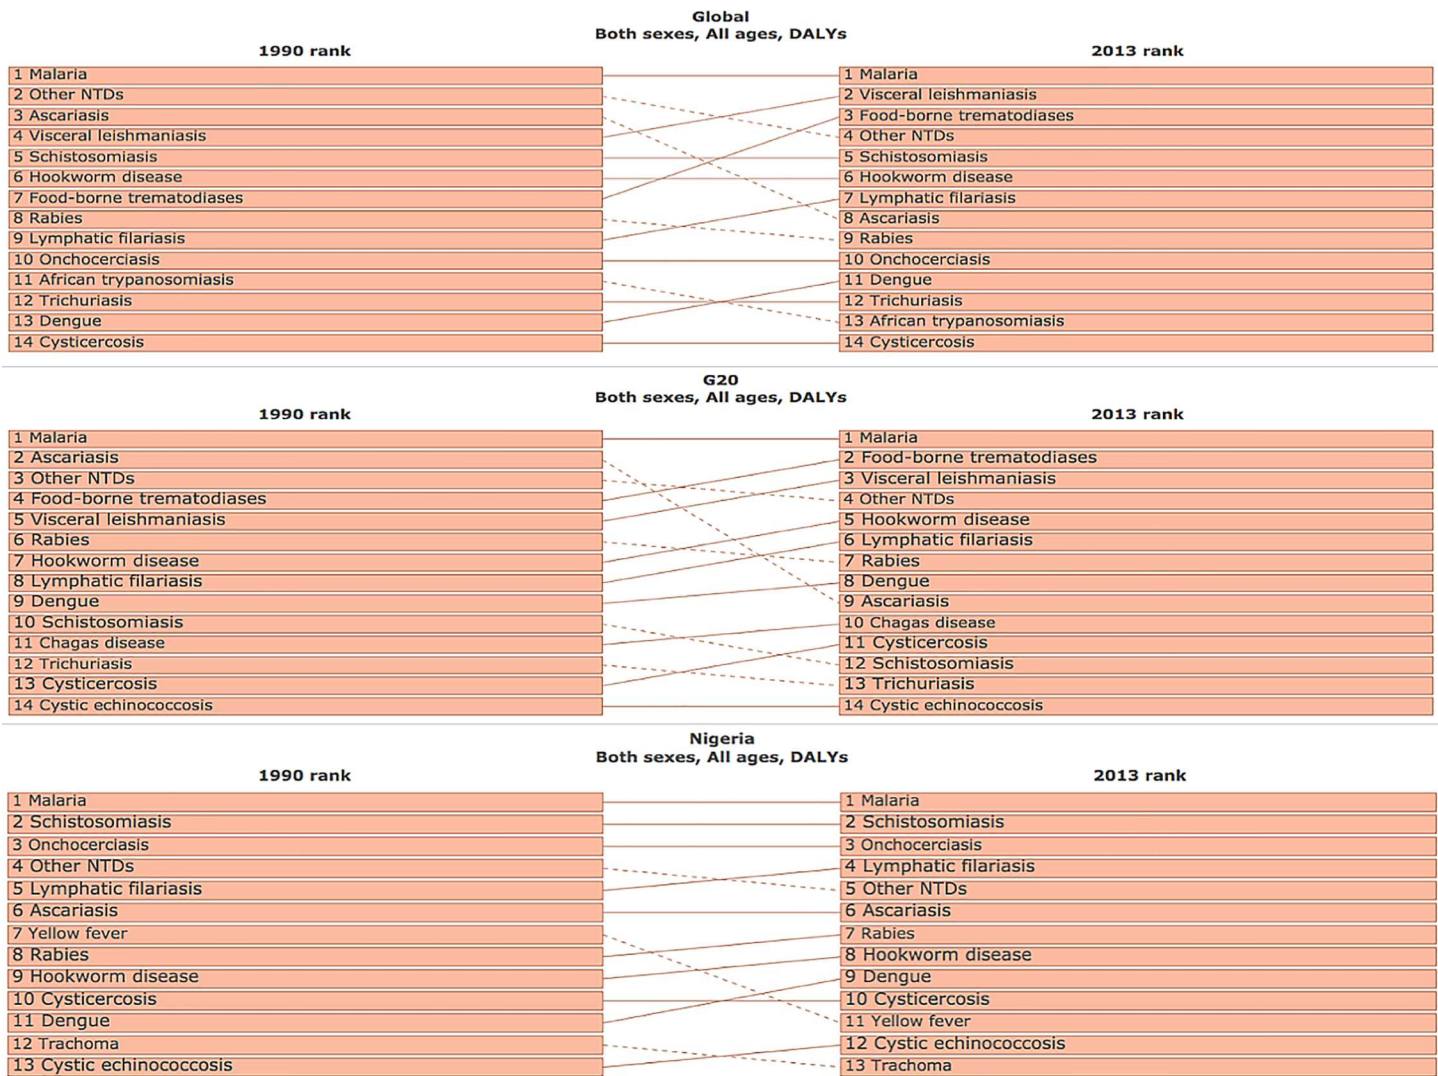 Global
Both sexes, All ages, DALYs
1990 rank
2013 rank
1 Malaria
1 Malaria
2 Other NTDs
2 Visceral leishmaniasis
3 Ascariasis
3 Food-borne trematodiases
4 Visceral leishmaniasis
4 Other NTDs
5 Schistosomiasis
5 Schistosomiasis
6 Hookworm disease
6 Hookworm disease
7 Food-borne trematodiases
7 Lymphatic filariasis
8 Rabies
8 Ascariasis
9 Lymphatic filariasis
9 Rabies
10 Onchocerciasis
10 Onchocerciasis
11 African trypanosomiasis
11 Dengue
12 Trichuriasis
12 Trichuriasis
13 Dengue
13 African trypanosomiasis
14 Cysticercosis
14 Cysticercosis
G20
Both sexes, All ages, DALYs
1990 rank
2013 rank
1 Malaria
1 Malaria
2 Ascariasis
2 Food-borne trematodiases
3 Other NTDs
3 Visceral leishmaniasis
4 Food-borne trematodiases
4 Other NTDs
5 Visceral leishmaniasis
5 Hookworm disease
6 Rabies
6 Lymphatic filariasis
7 Hookworm disease
7 Rabies
8 Lymphatic filariasis
8 Dengue
9 Dengue
9 Ascariasis
10 Schistosomiasis
10 Chagas disease
11 Chagas disease
11 Cysticercosis
12 Trichuriasis
12 Schistosomiasis
13 Cysticercosis
13 Trichuriasis
14 Cystic echinococcosis
14 Cystic echinococcosis
Nigeria
Both sexes, All ages, DALYs
1990 rank
2013 rank
1 Malaria
1 Malaria
2 Schistosomiasis
2 Schistosomiasis
3 Onchocerciasis
3 Onchocerciasis
4 Other NTDs
4 Lymphatic filariasis
5 Lymphatic filariasis
5 Other NTDs
6 Ascariasis
6 Ascariasis
7 Yellow fever
7 Rabies
8 Rabies
8 Hookworm disease
9 Hookworm disease
9 Dengue
10 Cysticercosis
10 Cysticercosis
11 Dengue
11 Yellow fever
12 Trachoma
12 Cystic echinococcosis
13 Cystic echinococcosis
13 Trachoma